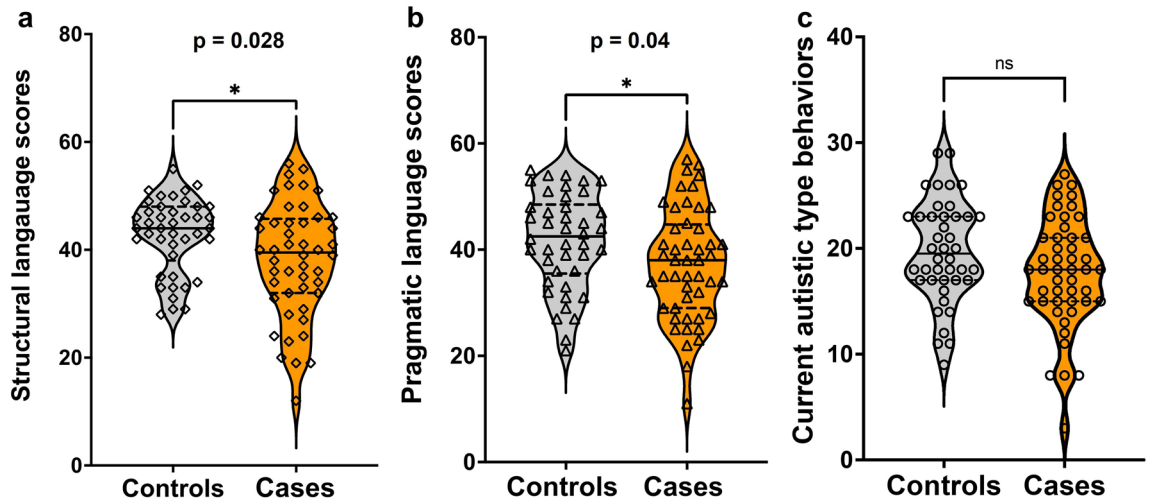 a
Structural langauage scores
80
60
40
20
0
p = 0.028
*
Controls
Cases
b
Pragmatic language scores
80
60
40
20
0
p = 0.04
*
Controls
Cases
c
Current autistic type behaviors
40
30
20
10
0
ns
Controls
Cases